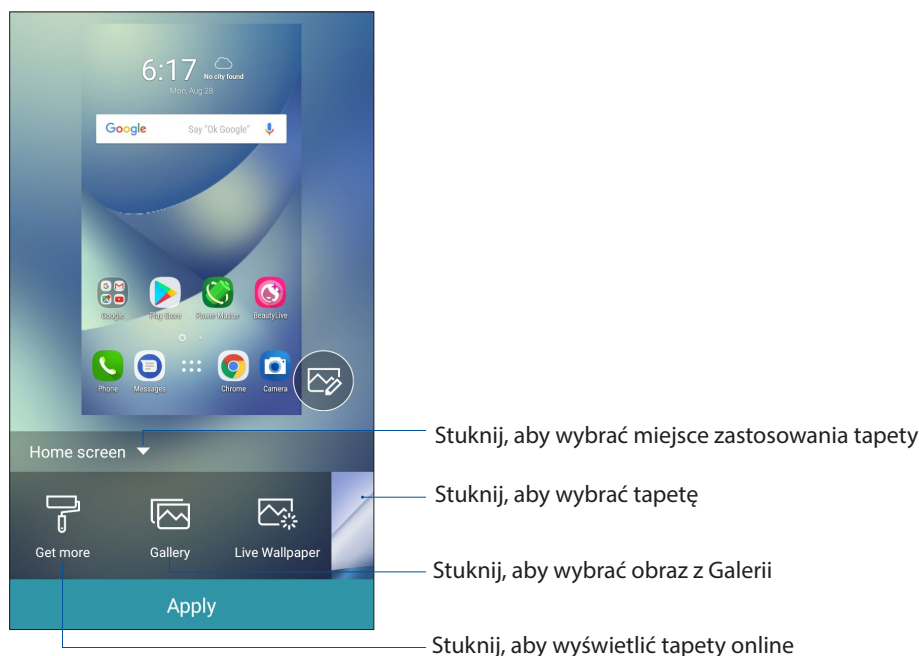 6:17 No city found
Mon, Aug 28
Google Say "Ok Google"
Google Play Store Power Master BeautyLive
Phone Messages Chrome Camera
Home screen
Stuknij, aby wybrać miejsce zastosowania tapety
Stuknij, aby wybrać tapetę
Get more Gallery Live Wallpaper
Stuknij, aby wybrać obraz z Galerii
Apply
Stuknij, aby wyświetlić tapety online